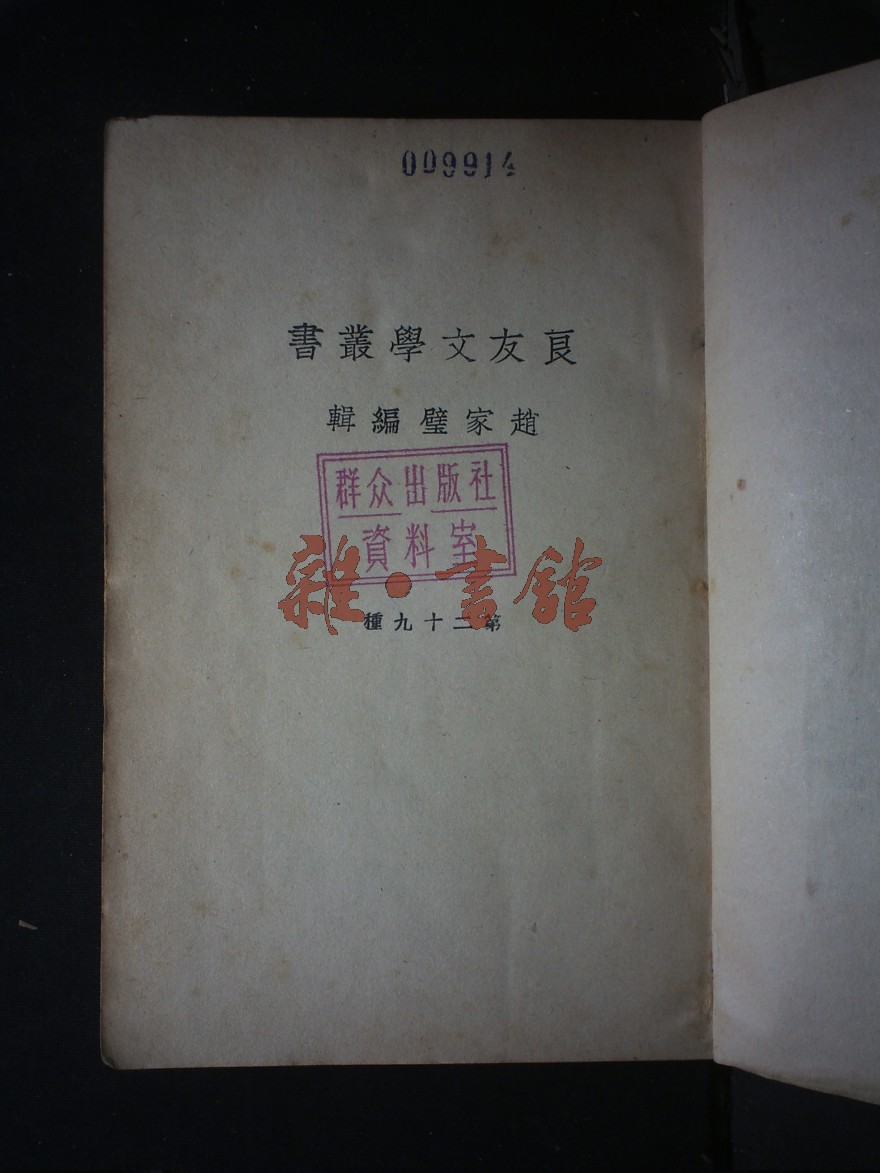 009914
良友文學叢書
趙家璧編輯
群众出版社
資料室
雜·書館
第二十九種